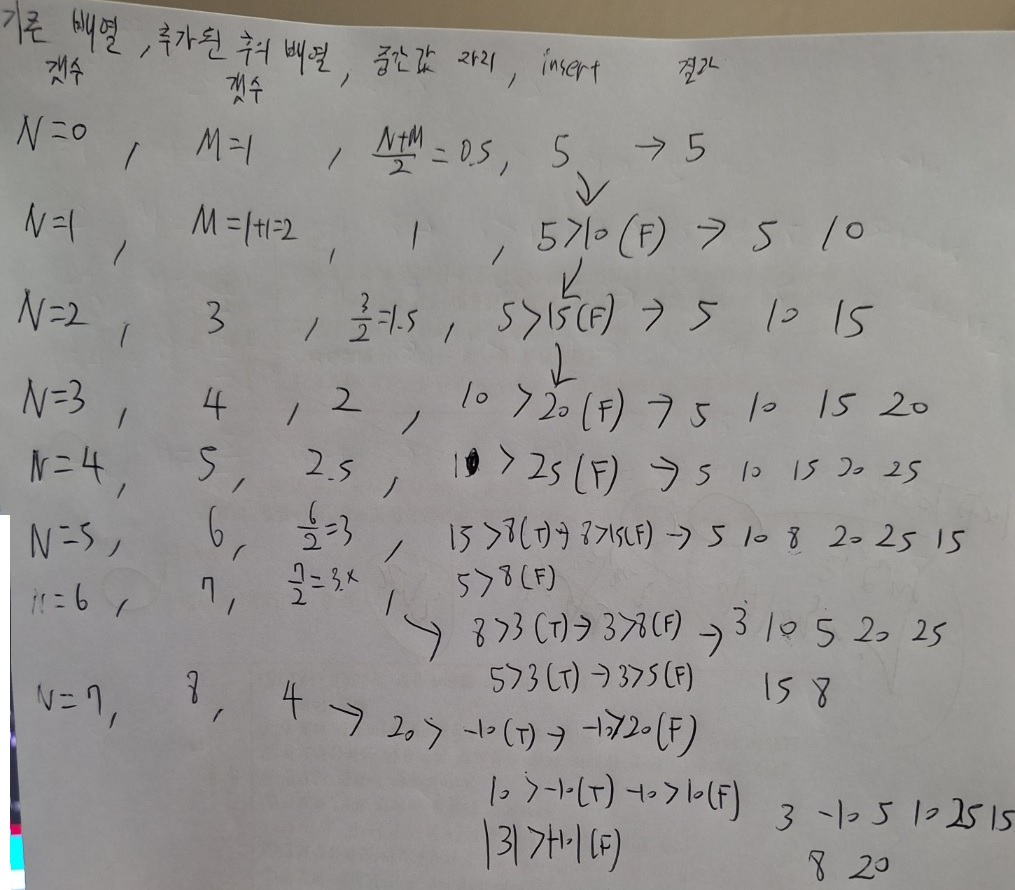 기존 배열, 추가된 후의 배열, 중간값 자리, insert 결과
갯수 갯수
N=0 , M=1 , N+M/2 = 0.5, 5 → 5
N=1 , M=1+1=2 , 1 , 5>10 (F) → 5 10
N=2 , 3 , 3/2=1.5 , 5>15(F) → 5 10 15
N=3 , 4 , 2 , 10 > 20 (F) → 5 10 15 20
N=4, 5, 2.5 , 10 > 25 (F) → 5 10 15 20 25
N=5, 6, 6/2=3 , 15>8(T)→ 8>15(F) → 5 10 8 20 25 15
5>8(F)
N=6 , 7, 7/2=3.x , → 8>3(T)→ 3>8(F) → 3 10 5 20 25
5>3(T) → 3>5(F) 15 8
N=7, 8, 4 → 20> -10(T) → -10>20(F)
10>-10(T) -10>10(F) 3 -10 5 10 25 15
|3|>|-10|(F) 8 20